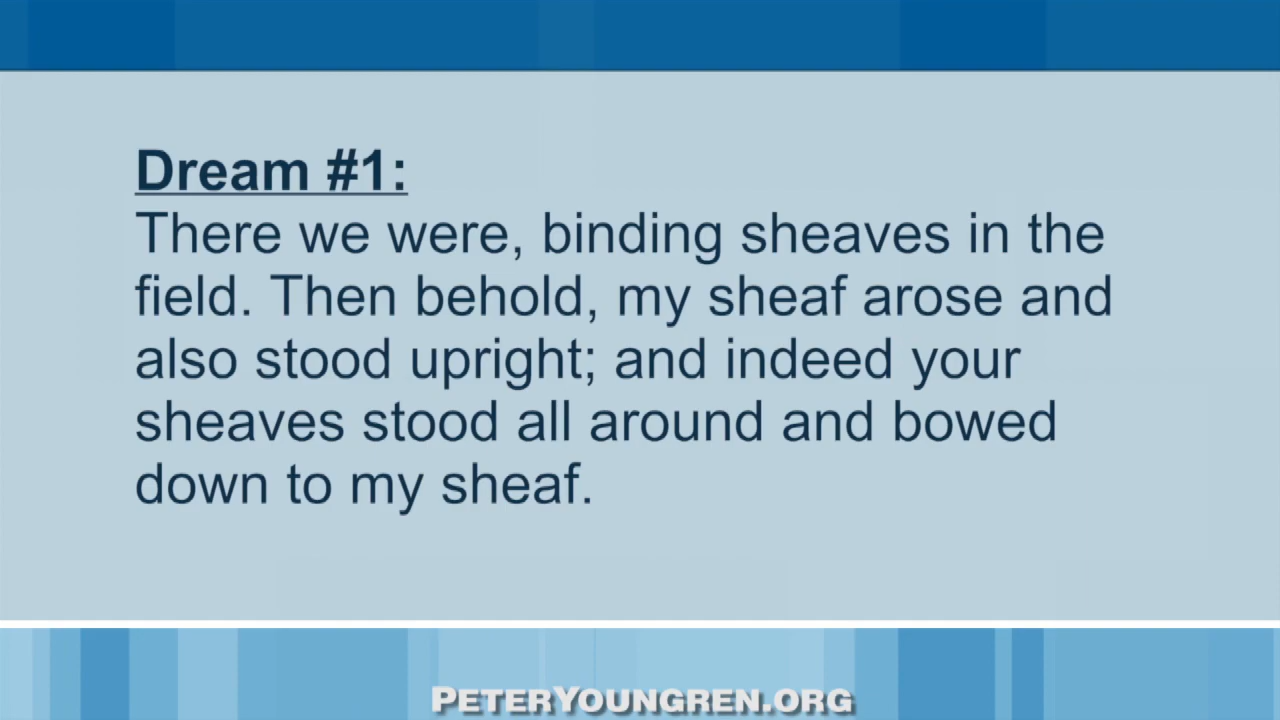 Dream #1:
There we were, binding sheaves in the
field. Then behold, my sheaf arose and
also stood upright; and indeed your
sheaves stood all around and bowed
down to my sheaf.
PETERYOUNGREN.ORG